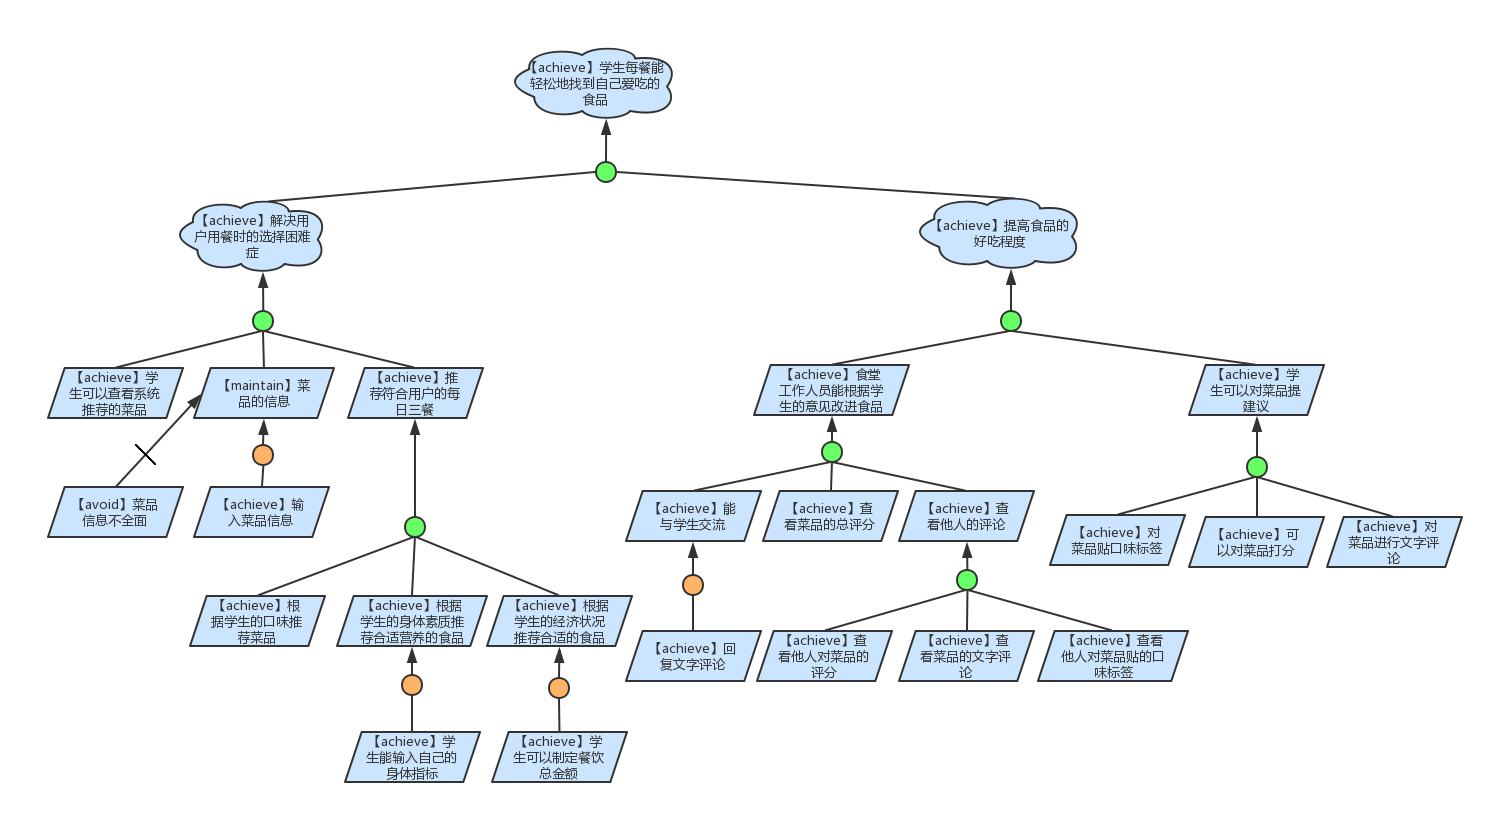 【achieve】学生每餐能
轻松地找到自己爱吃的
食品
【achieve】解决用
户用餐时的选择困难
症
【achieve】提高食品的
好吃程度
【achieve】学
生可以查看系统
推荐的菜品
【maintain】菜
品的信息
【achieve】推
荐符合用户的每
日三餐
【achieve】食堂
工作人员能根据学
生的意见改进食品
【achieve】学
生可以对菜品提
建议
【avoid】菜品
信息不全面
【achieve】输
入菜品信息
【achieve】能
与学生交流
【achieve】查
看菜品的总评分
【achieve】查
看他人的评论
【achieve】对
菜品贴口味标签
【achieve】可
以对菜品打分
【achieve】对
菜品进行文字评
论
【achieve】根
据学生的口味推
荐菜品
【achieve】根据
学生的身体素质推
荐合适营养的食品
【achieve】根据
学生的经济状况
推荐合适的食品
【achieve】回
复文字评论
【achieve】查
看他人对菜品的
评分
【achieve】查
看菜品的文字评
论
【achieve】查看
他人对菜品贴的口
味标签
【achieve】学
生能输入自己的
身体指标
【achieve】学
生可以制定餐饮
总金额